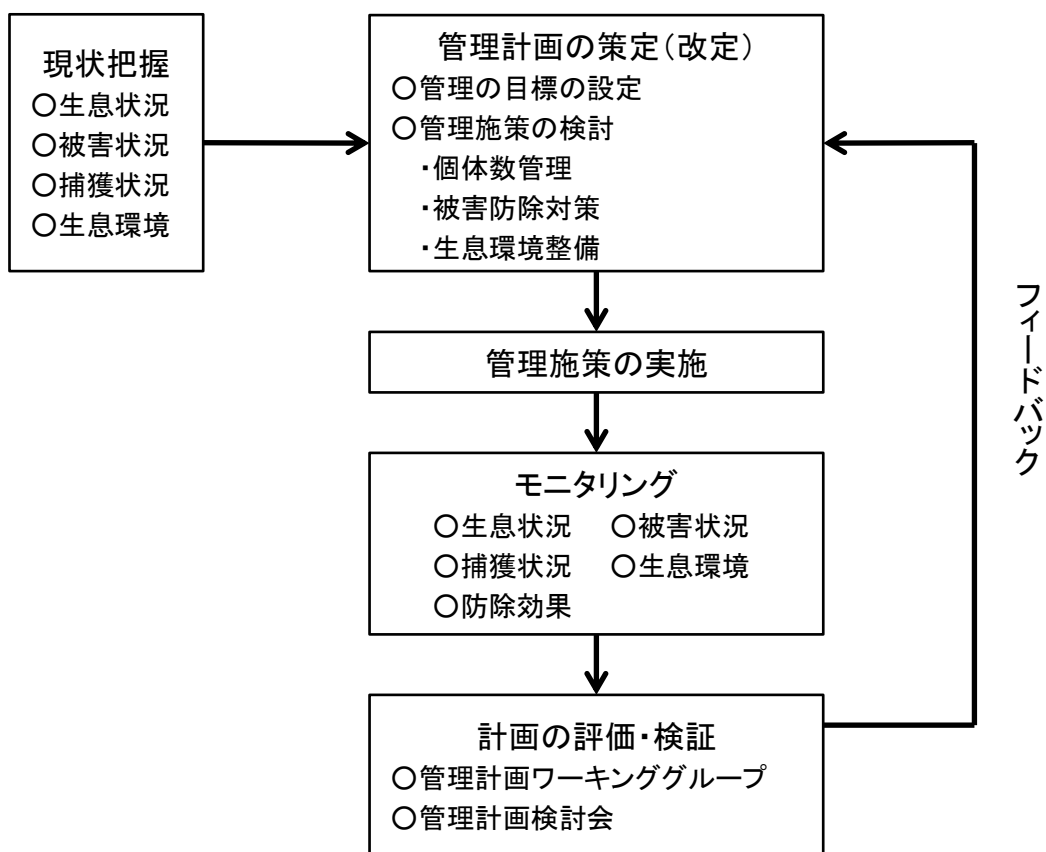 現状把握
○生息状況
○被害状況
○捕獲状況
○生息環境
管理計画の策定（改定）
○管理の目標の設定
○管理施策の検討
・個体数管理
・被害防除対策
・生息環境整備
管理施策の実施
モニタリング
○生息状況 ○被害状況
○捕獲状況 ○生息環境
○防除効果
計画の評価・検証
○管理計画ワーキンググループ
○管理計画検討会
フィードバック